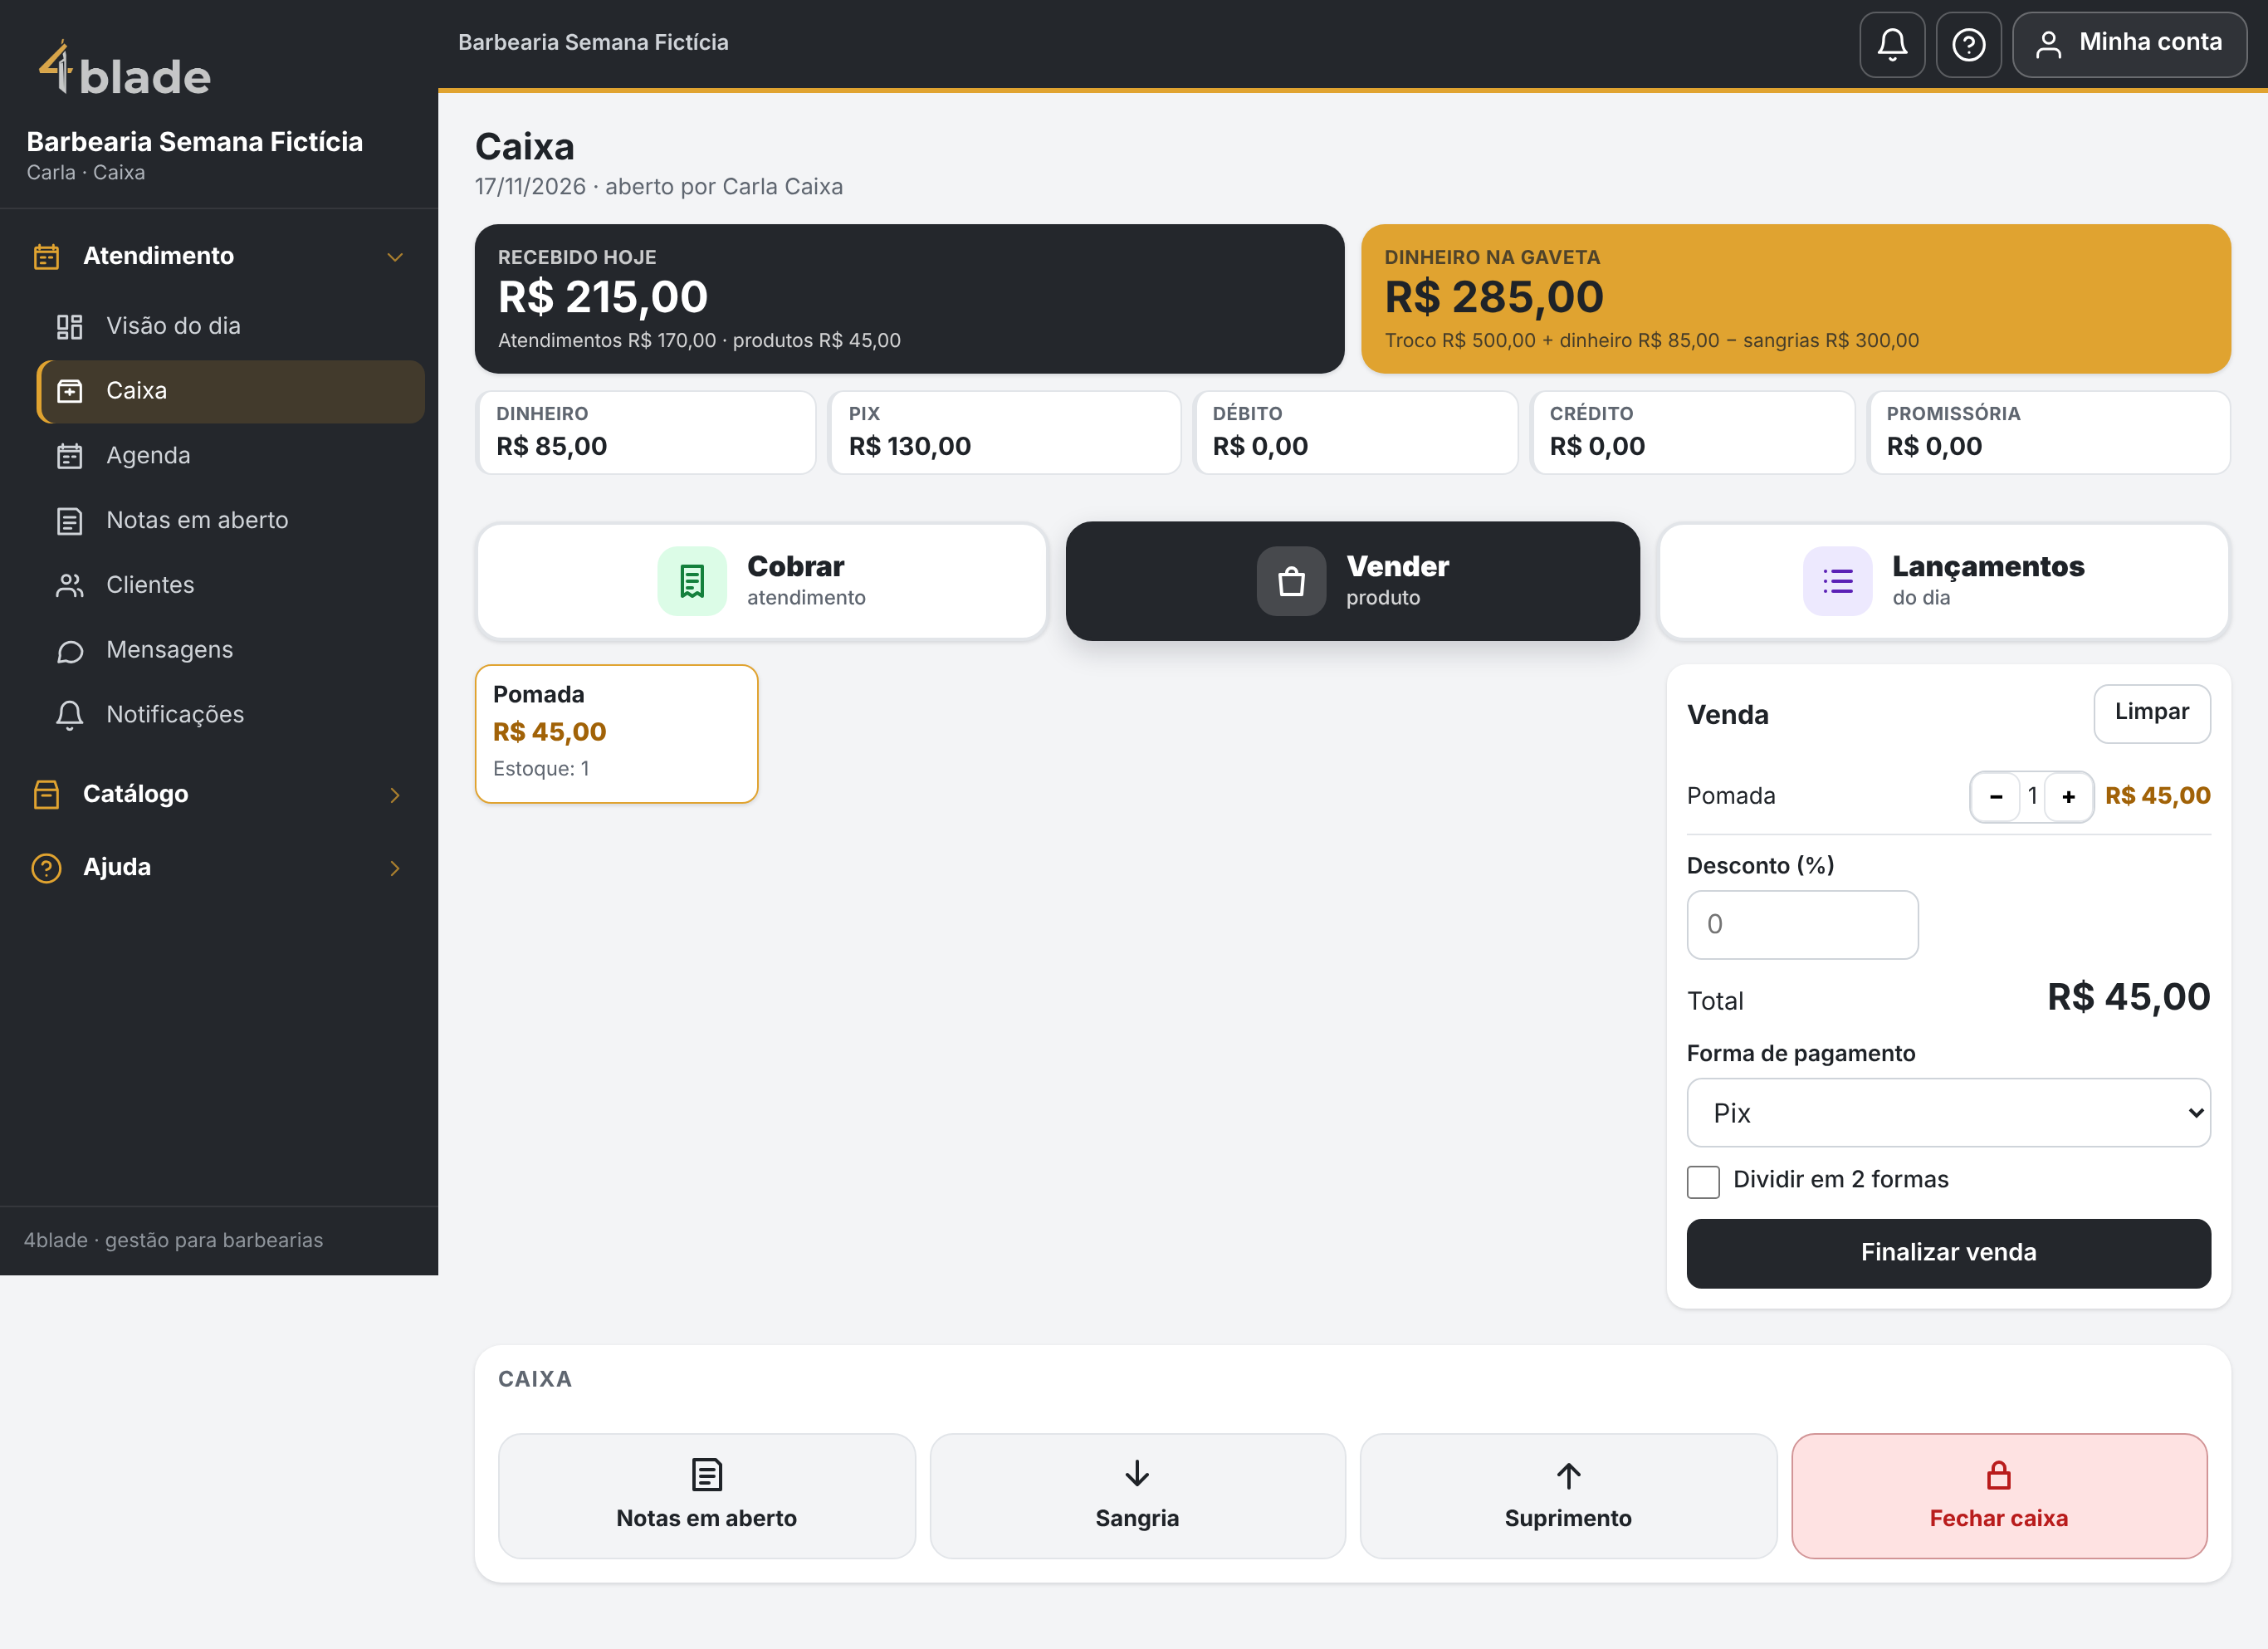 4blade
Barbearia Semana Fictícia
Carla · Caixa
Atendimento
Visão do dia
Caixa
Agenda
Notas em aberto
Clientes
Mensagens
Notificações
Catálogo
Ajuda
4blade · gestão para barbearias
Barbearia Semana Fictícia
Minha conta
Caixa
17/11/2026 · aberto por Carla Caixa
RECEBIDO HOJE
R$ 215,00
Atendimentos R$ 170,00 · produtos R$ 45,00
DINHEIRO NA GAVETA
R$ 285,00
Troco R$ 500,00 + dinheiro R$ 85,00 − sangrias R$ 300,00
DINHEIRO
R$ 85,00
PIX
R$ 130,00
DÉBITO
R$ 0,00
CRÉDITO
R$ 0,00
PROMISSÓRIA
R$ 0,00
Cobrar
atendimento
Vender
produto
Lançamentos
do dia
Pomada
R$ 45,00
Estoque: 1
Venda
Limpar
Pomada − 1 + R$ 45,00
Desconto (%)
0
Total R$ 45,00
Forma de pagamento
Pix
Dividir em 2 formas
Finalizar venda
CAIXA
Notas em aberto
Sangria
Suprimento
Fechar caixa